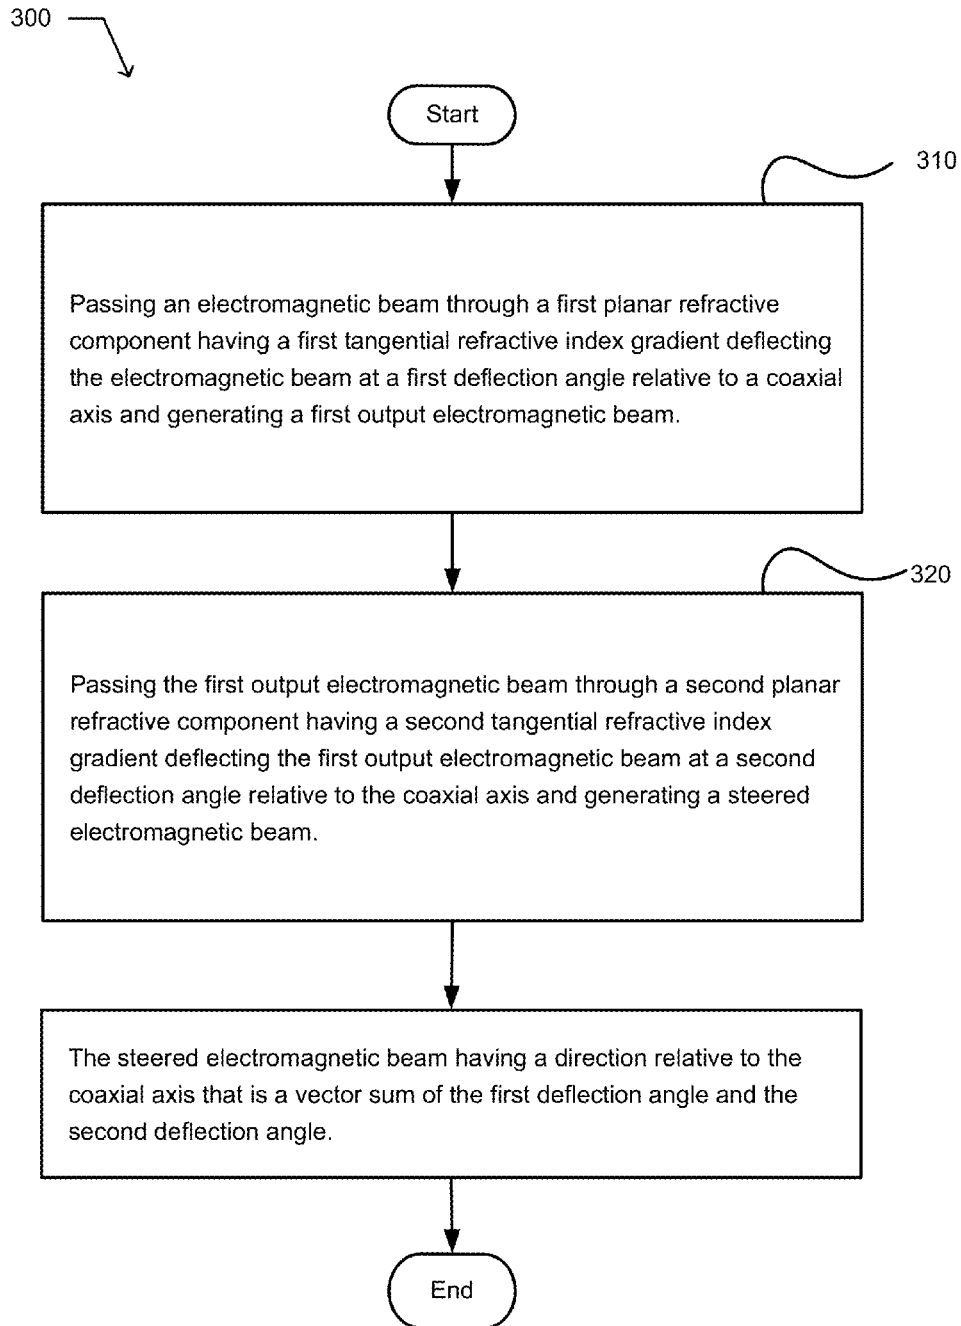 300
Start
310
Passing an electromagnetic beam through a first planar refractive
component having a first tangential refractive index gradient deflecting
the electromagnetic beam at a first deflection angle relative to a coaxial
axis and generating a first output electromagnetic beam.
320
Passing the first output electromagnetic beam through a second planar
refractive component having a second tangential refractive index
gradient deflecting the first output electromagnetic beam at a second
deflection angle relative to the coaxial axis and generating a steered
electromagnetic beam.
The steered electromagnetic beam having a direction relative to the
coaxial axis that is a vector sum of the first deflection angle and the
second deflection angle.
End